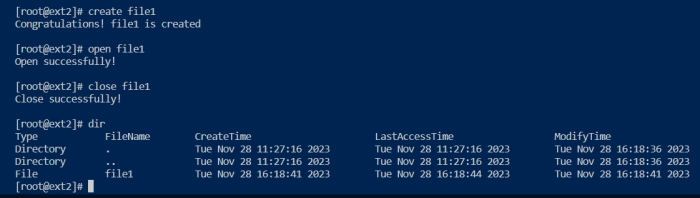 [root@ext2]# create file1
Congratulations! file1 is created
[root@ext2]# open file1
Open successfully!
[root@ext2]# close file1
Close successfully!
[root@ext2]# dir
Type FileName CreateTime LastAccessTime ModifyTime
Directory . Tue Nov 28 11:27:16 2023 Tue Nov 28 11:27:16 2023 Tue Nov 28 16:18:36 2023
Directory .. Tue Nov 28 11:27:16 2023 Tue Nov 28 11:27:16 2023 Tue Nov 28 16:18:36 2023
File file1 Tue Nov 28 16:18:41 2023 Tue Nov 28 16:18:44 2023 Tue Nov 28 16:18:41 2023
[root@ext2]#